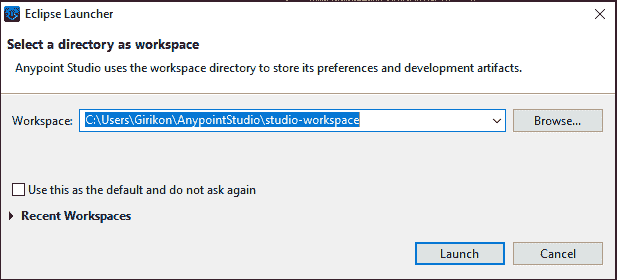 Eclipse Launcher
Select a directory as workspace
Anypoint Studio uses the workspace directory to store its preferences and development artifacts.
Workspace: C:\Users\Girikon\AnypointStudio\studio-workspace Browse...
Use this as the default and do not ask again
Recent Workspaces
Launch Cancel